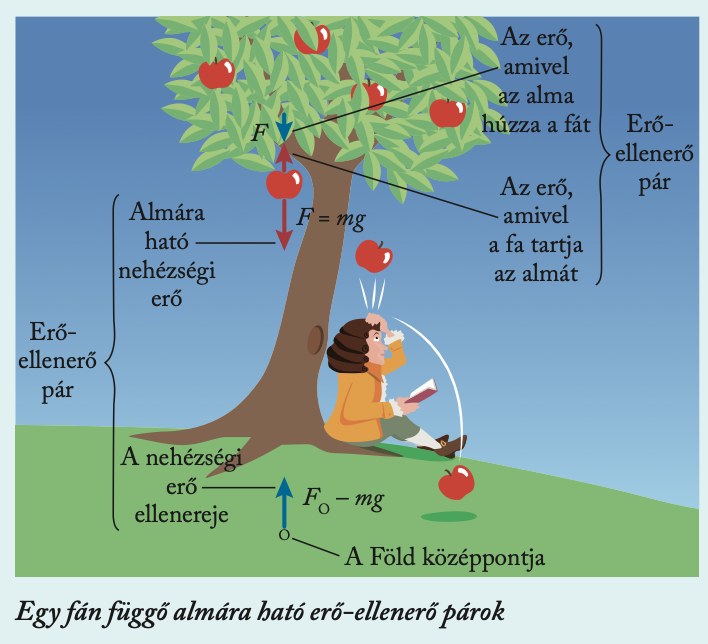 Az erő,
amivel
az alma
húzza a fát
Erő-
ellenerő
pár
F
Az erő,
amivel
a fa tartja
az almát
F = mg
Almára
ható
nehézségi
erő
Erő-
ellenerő
pár
A nehézségi
erő
ellenereje
F_O – mg
O
A Föld középpontja
Egy fán függő almára ható erő-ellenerő párok